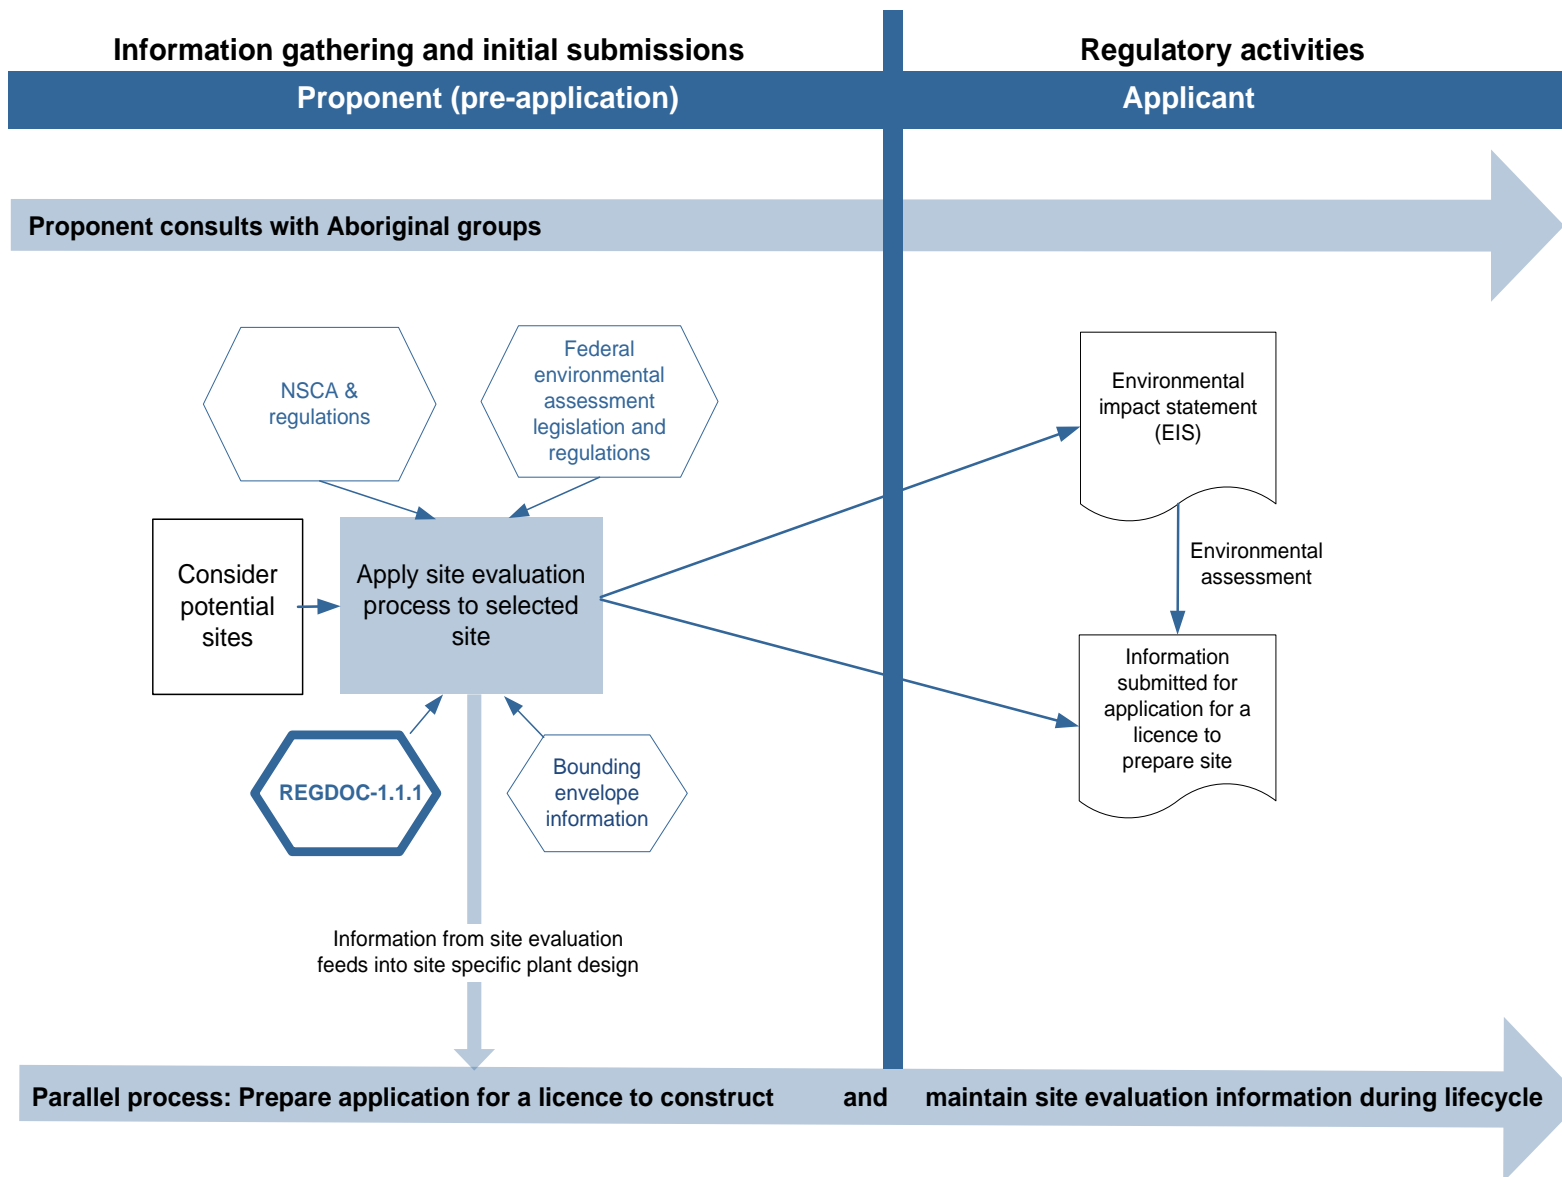 Information gathering and initial submissions
Regulatory activities
Proponent (pre-application)
Applicant
Proponent consults with Aboriginal groups
NSCA &
regulations
Federal
environmental
assessment
legislation and
regulations
Environmental
impact statement
(EIS)
Consider
potential
sites
Apply site evaluation
process to selected
site
Environmental
assessment
Information
submitted for
application for a
licence to
prepare site
REGDOC-1.1.1
Bounding
envelope
information
Information from site evaluation
feeds into site specific plant design
Parallel process: Prepare application for a licence to construct and maintain site evaluation information during lifecycle